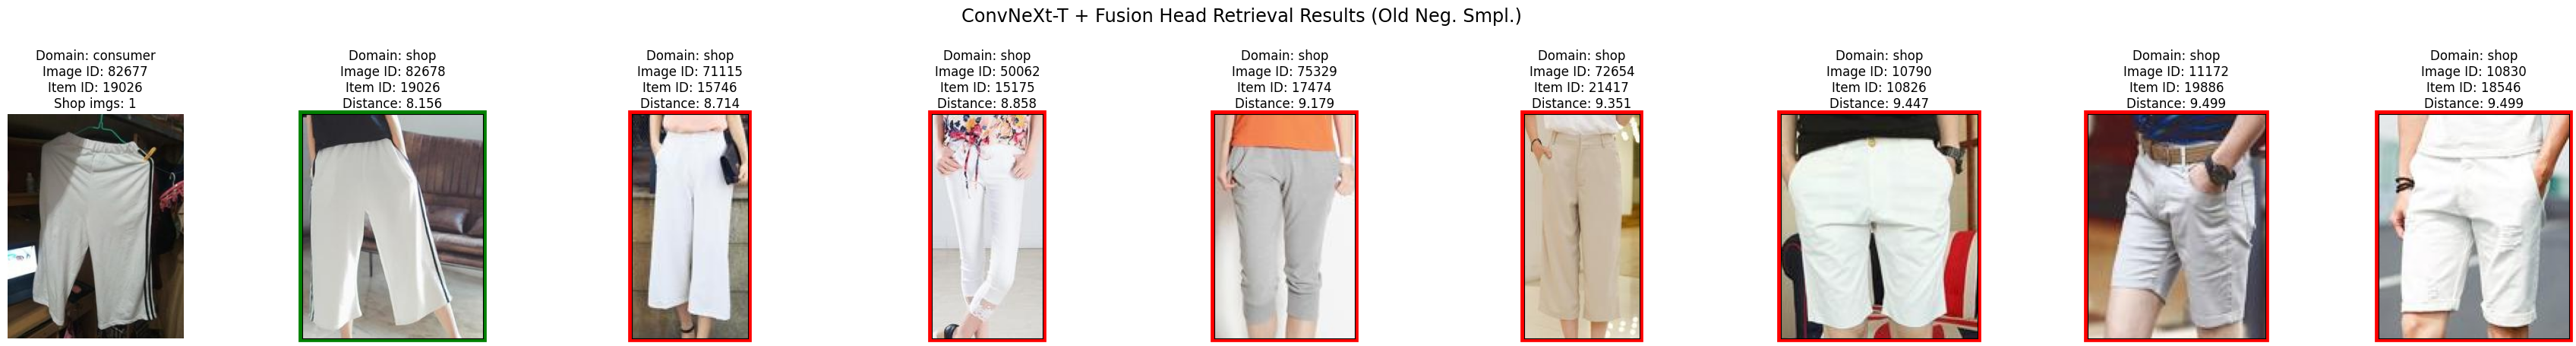 ConvNeXt-T + Fusion Head Retrieval Results (Old Neg. Smpl.)
Domain: consumer
Image ID: 82677
Item ID: 19026
Shop imgs: 1
Domain: shop
Image ID: 82678
Item ID: 19026
Distance: 8.156
Domain: shop
Image ID: 71115
Item ID: 15746
Distance: 8.714
Domain: shop
Image ID: 50062
Item ID: 15175
Distance: 8.858
Domain: shop
Image ID: 75329
Item ID: 17474
Distance: 9.179
Domain: shop
Image ID: 72654
Item ID: 21417
Distance: 9.351
Domain: shop
Image ID: 10790
Item ID: 10826
Distance: 9.447
Domain: shop
Image ID: 11172
Item ID: 19886
Distance: 9.499
Domain: shop
Image ID: 10830
Item ID: 18546
Distance: 9.499